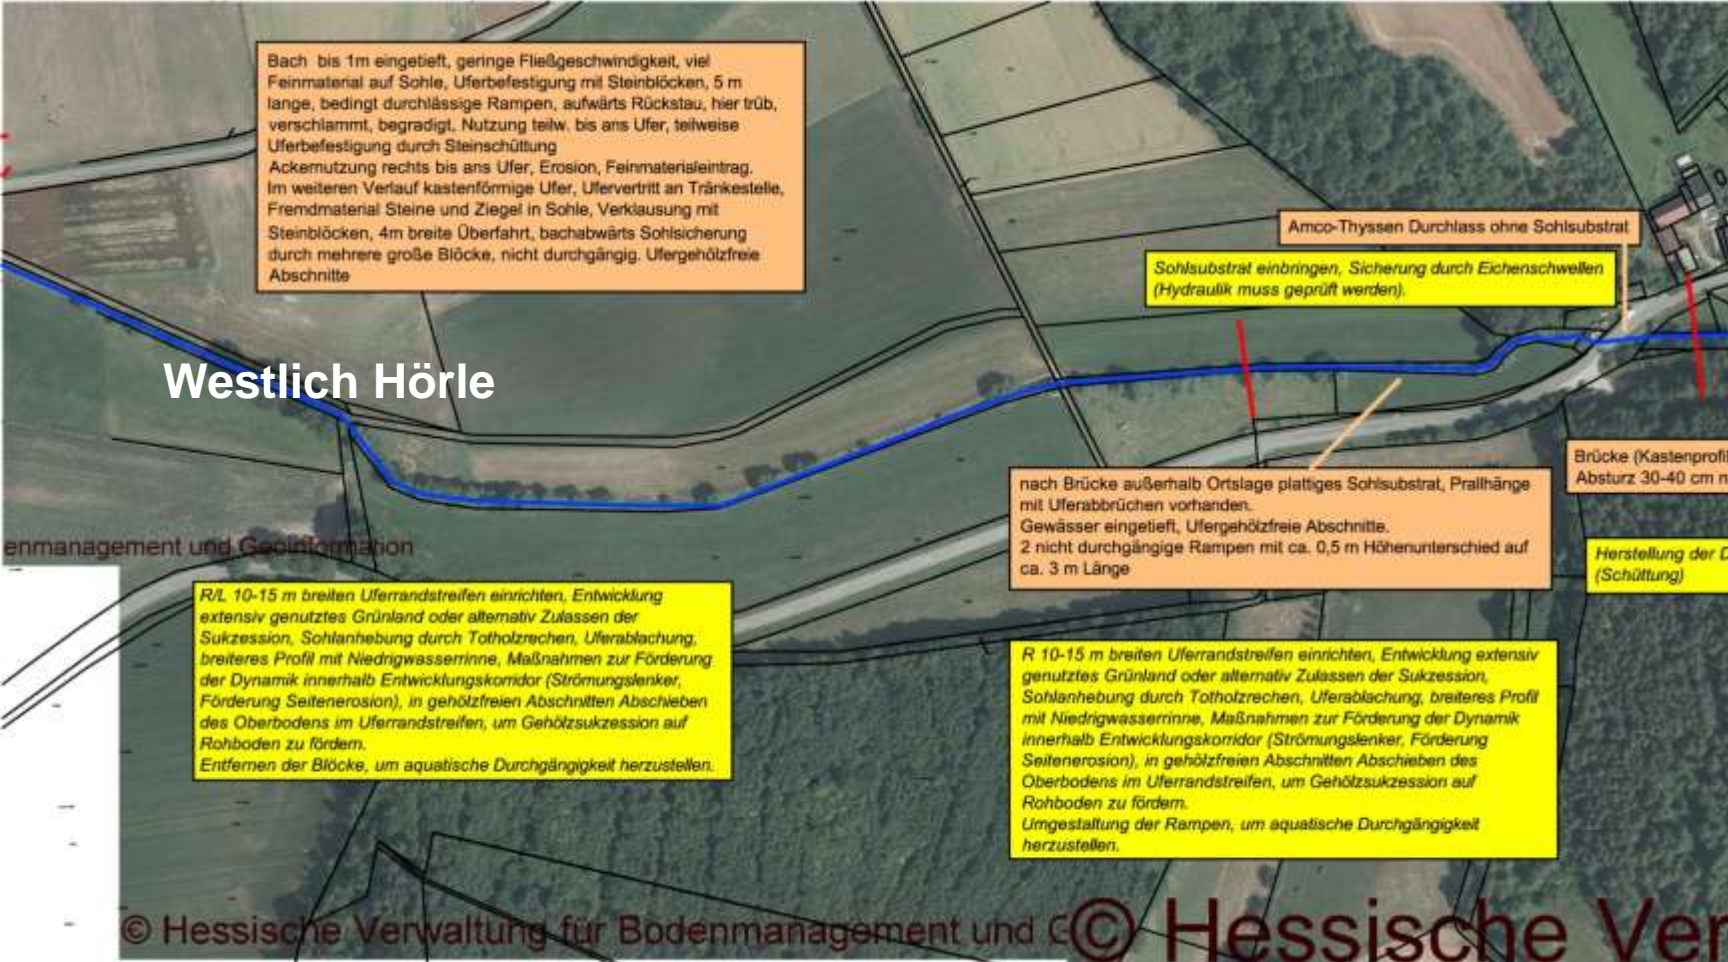 Bach bis 1m eingetieft, geringe Fließgeschwindigkeit, viel
Feinmaterial auf Sohle, Uferbefestigung mit Steinblöcken, 5 m
lange, bedingt durchlässige Rampen, aufwärts Rückstau, hier trüb,
verschlammt, begradigt. Nutzung teilw. bis ans Ufer, teilweise
Uferbefestigung durch Steinschüttung
Ackernutzung rechts bis ans Ufer, Erosion, Feinmaterialeintrag.
Im weiteren Verlauf kastenförmige Ufer, Ufervertritt an Tränkestelle,
Fremdmaterial Steine und Ziegel in Sohle, Verklausung mit
Steinblöcken, 4m breite Überfahrt, bachabwärts Sohlsicherung
durch mehrere große Blöcke, nicht durchgängig. Ufergehölzfreie
Abschnitte
Amco-Thyssen Durchlass ohne Sohlsubstrat
Sohlsubstrat einbringen, Sicherung durch Eichenschwellen
(Hydraulik muss geprüft werden).
Westlich Hörle
Brücke (Kastenprofil
Absturz 30-40 cm
nach Brücke außerhalb Ortslage plattiges Sohlsubstrat, Prallhänge
mit Uferabbrüchen vorhanden.
Gewässer eingetieft, Ufergehölzfreie Abschnitte.
2 nicht durchgängige Rampen mit ca. 0,5 m Höhenunterschied auf
ca. 3 m Länge
enmanagement und Geoinformation
Herstellung der D
(Schüttung)
R/L 10-15 m breiten Uferrandstreifen einrichten, Entwicklung
extensiv genutztes Grünland oder alternativ Zulassen der
Sukzession, Sohlanhebung durch Totholzrechen, Uferablachung,
breiteres Profil mit Niedrigwasserrinne, Maßnahmen zur Förderung
der Dynamik innerhalb Entwicklungskorridor (Strömungslenker,
Förderung Seitenerosion), in gehölzfreien Abschnitten Abschieben
des Oberbodens im Uferrandstreifen, um Gehölzsukzession auf
Rohboden zu fördern.
Entfernen der Blöcke, um aquatische Durchgängigkeit herzustellen.
R 10-15 m breiten Uferrandstreifen einrichten, Entwicklung extensiv
genutztes Grünland oder alternativ Zulassen der Sukzession,
Sohlanhebung durch Totholzrechen, Uferablachung, breiteres Profil
mit Niedrigwasserrinne, Maßnahmen zur Förderung der Dynamik
innerhalb Entwicklungskorridor (Strömungslenker, Förderung
Seitenerosion), in gehölzfreien Abschnitten Abschieben des
Oberbodens im Uferrandstreifen, um Gehölzsukzession auf
Rohboden zu fördern.
Umgestaltung der Rampen, um aquatische Durchgängigkeit
herzustellen.
© Hessische Verwaltung für Bodenmanagement und G
© Hessische Ver